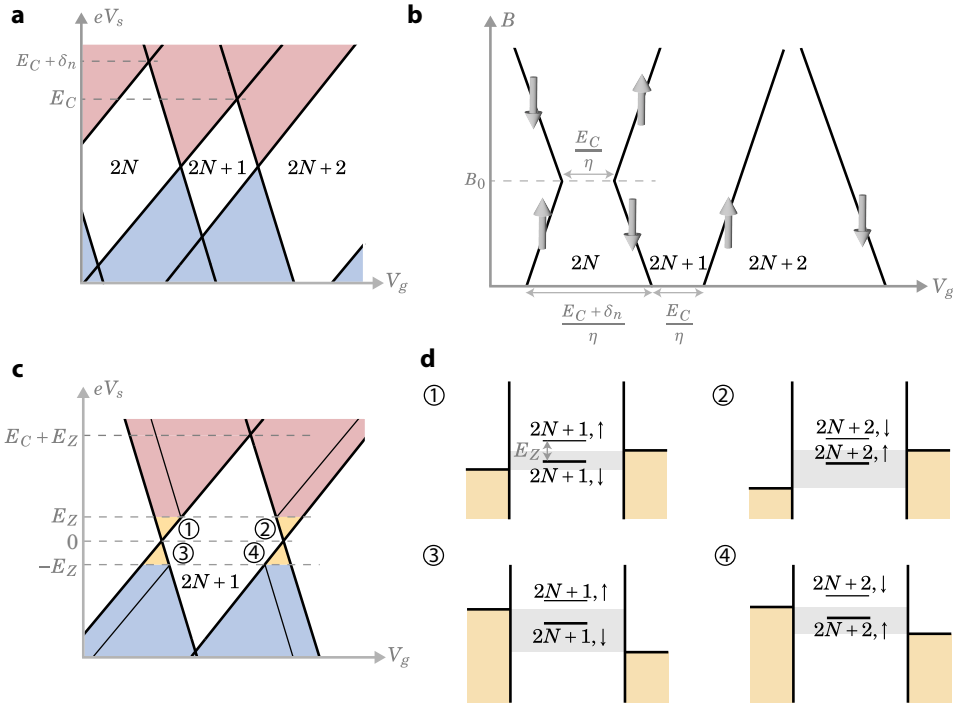 a
eV_s
E_C + δ_n
E_C
2N
2N+1
2N+2
V_g
b
B
E_C
η
B_0
2N
2N+1
2N+2
V_g
E_C + δ_n
η
E_C
η
c
eV_s
E_C + E_Z
E_Z
0
−E_Z
① ②
③ ④
2N+1
V_g
d
①
2N+1,↑
E_Z
2N+1,↓
②
2N+2,↓
2N+2,↑
③
2N+1,↑
2N+1,↓
④
2N+2,↓
2N+2,↑